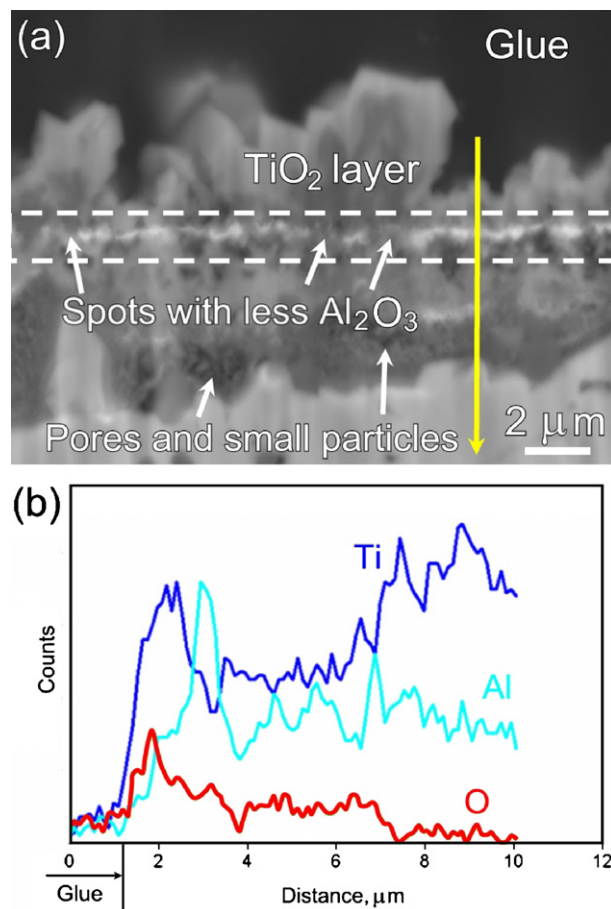 (a)
Glue
TiO₂ layer
Spots with less Al₂O₃
Pores and small particles
2 μm
(b)
Ti
Al
O
Counts
0 2 4 6 8 10 12
Glue
Distance, μm